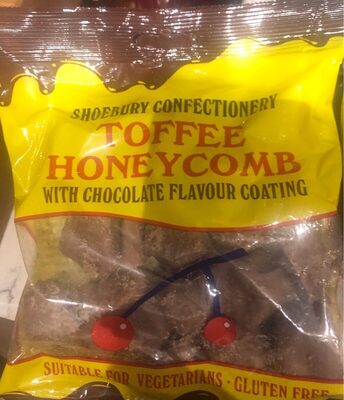 SHOEBURY CONFECTIONERY
TOFFEE
HONEYCOMB
WITH CHOCOLATE FLAVOUR COATING
SUITABLE FOR VEGETARIANS · GLUTEN FREE